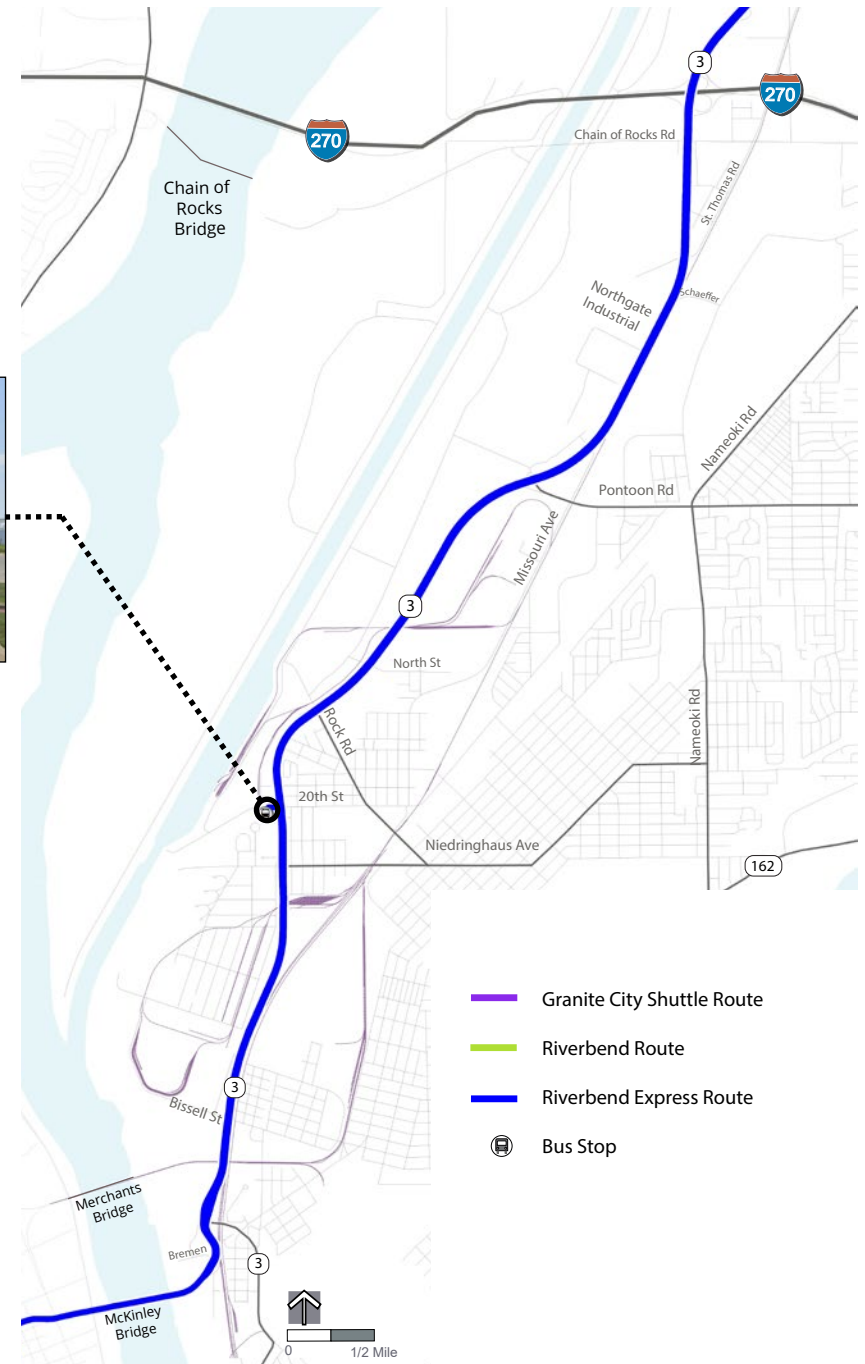 3
270
270
Chain of Rocks Rd
St. Thomas Rd
Chain of
Rocks
Bridge
Schaeffer
Northgate
Industrial
Nameoki Rd
Pontoon Rd
Missouri Ave
3
North St
Rock Rd
Nameoki Rd
20th St
Niedringhaus Ave
162
Granite City Shuttle Route
Riverbend Route
3
Riverbend Express Route
Bissell St
Bus Stop
Merchants
Bridge
Bremen
3
McKinley
Bridge
0
1/2 Mile